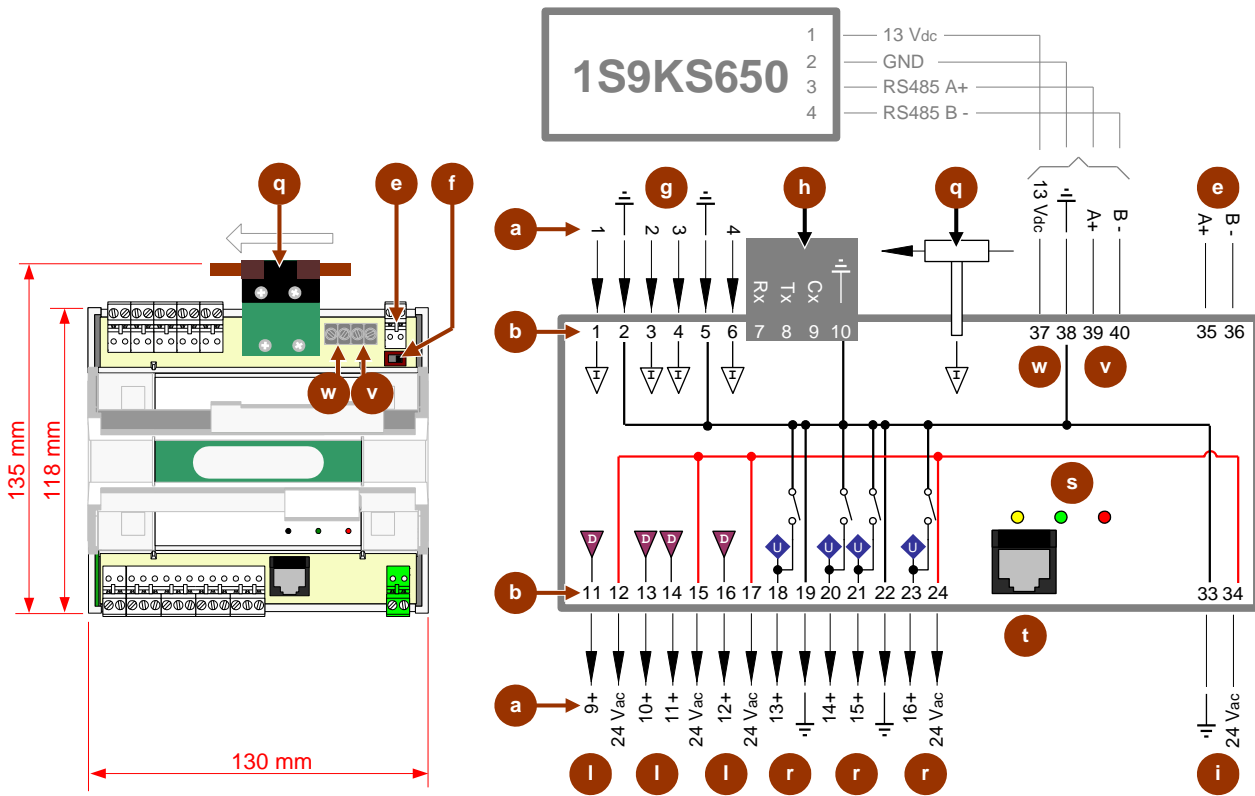 1S9KS650
1 13 Vdc
2 GND
3 RS485 A+
4 RS485 B -
q e f g h q e
a 1 2 3 4
13 Vdc A+ B -
A+ B -
Rx Tx Cx
b 1 2 3 4 5 6 7 8 9 10 37 38 39 40 35 36
I I I I I
w v
w v
135 mm
118 mm
s
D D D D U U U U
b 11 12 13 14 15 16 17 18 19 20 21 22 23 24 33 34
t
a 9+ 24 Vac 10+ 11+ 24 Vac 12+ 24 Vac 13+ 14+ 15+ 16+ 24 Vac 24 Vac
130 mm
l l l r r r i